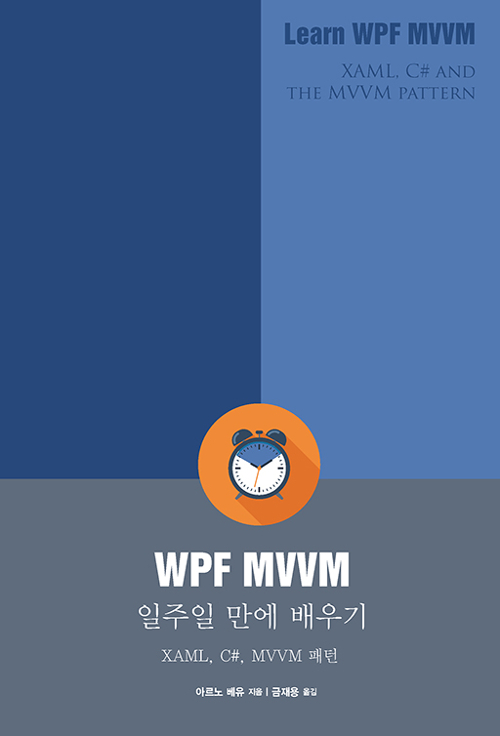 Learn WPF MVVM
XAML, C# AND
THE MVVM PATTERN
WPF MVVM
일주일 만에 배우기
XAML, C#, MVVM 패턴
아르노 베유 지음 | 금재용 옮김